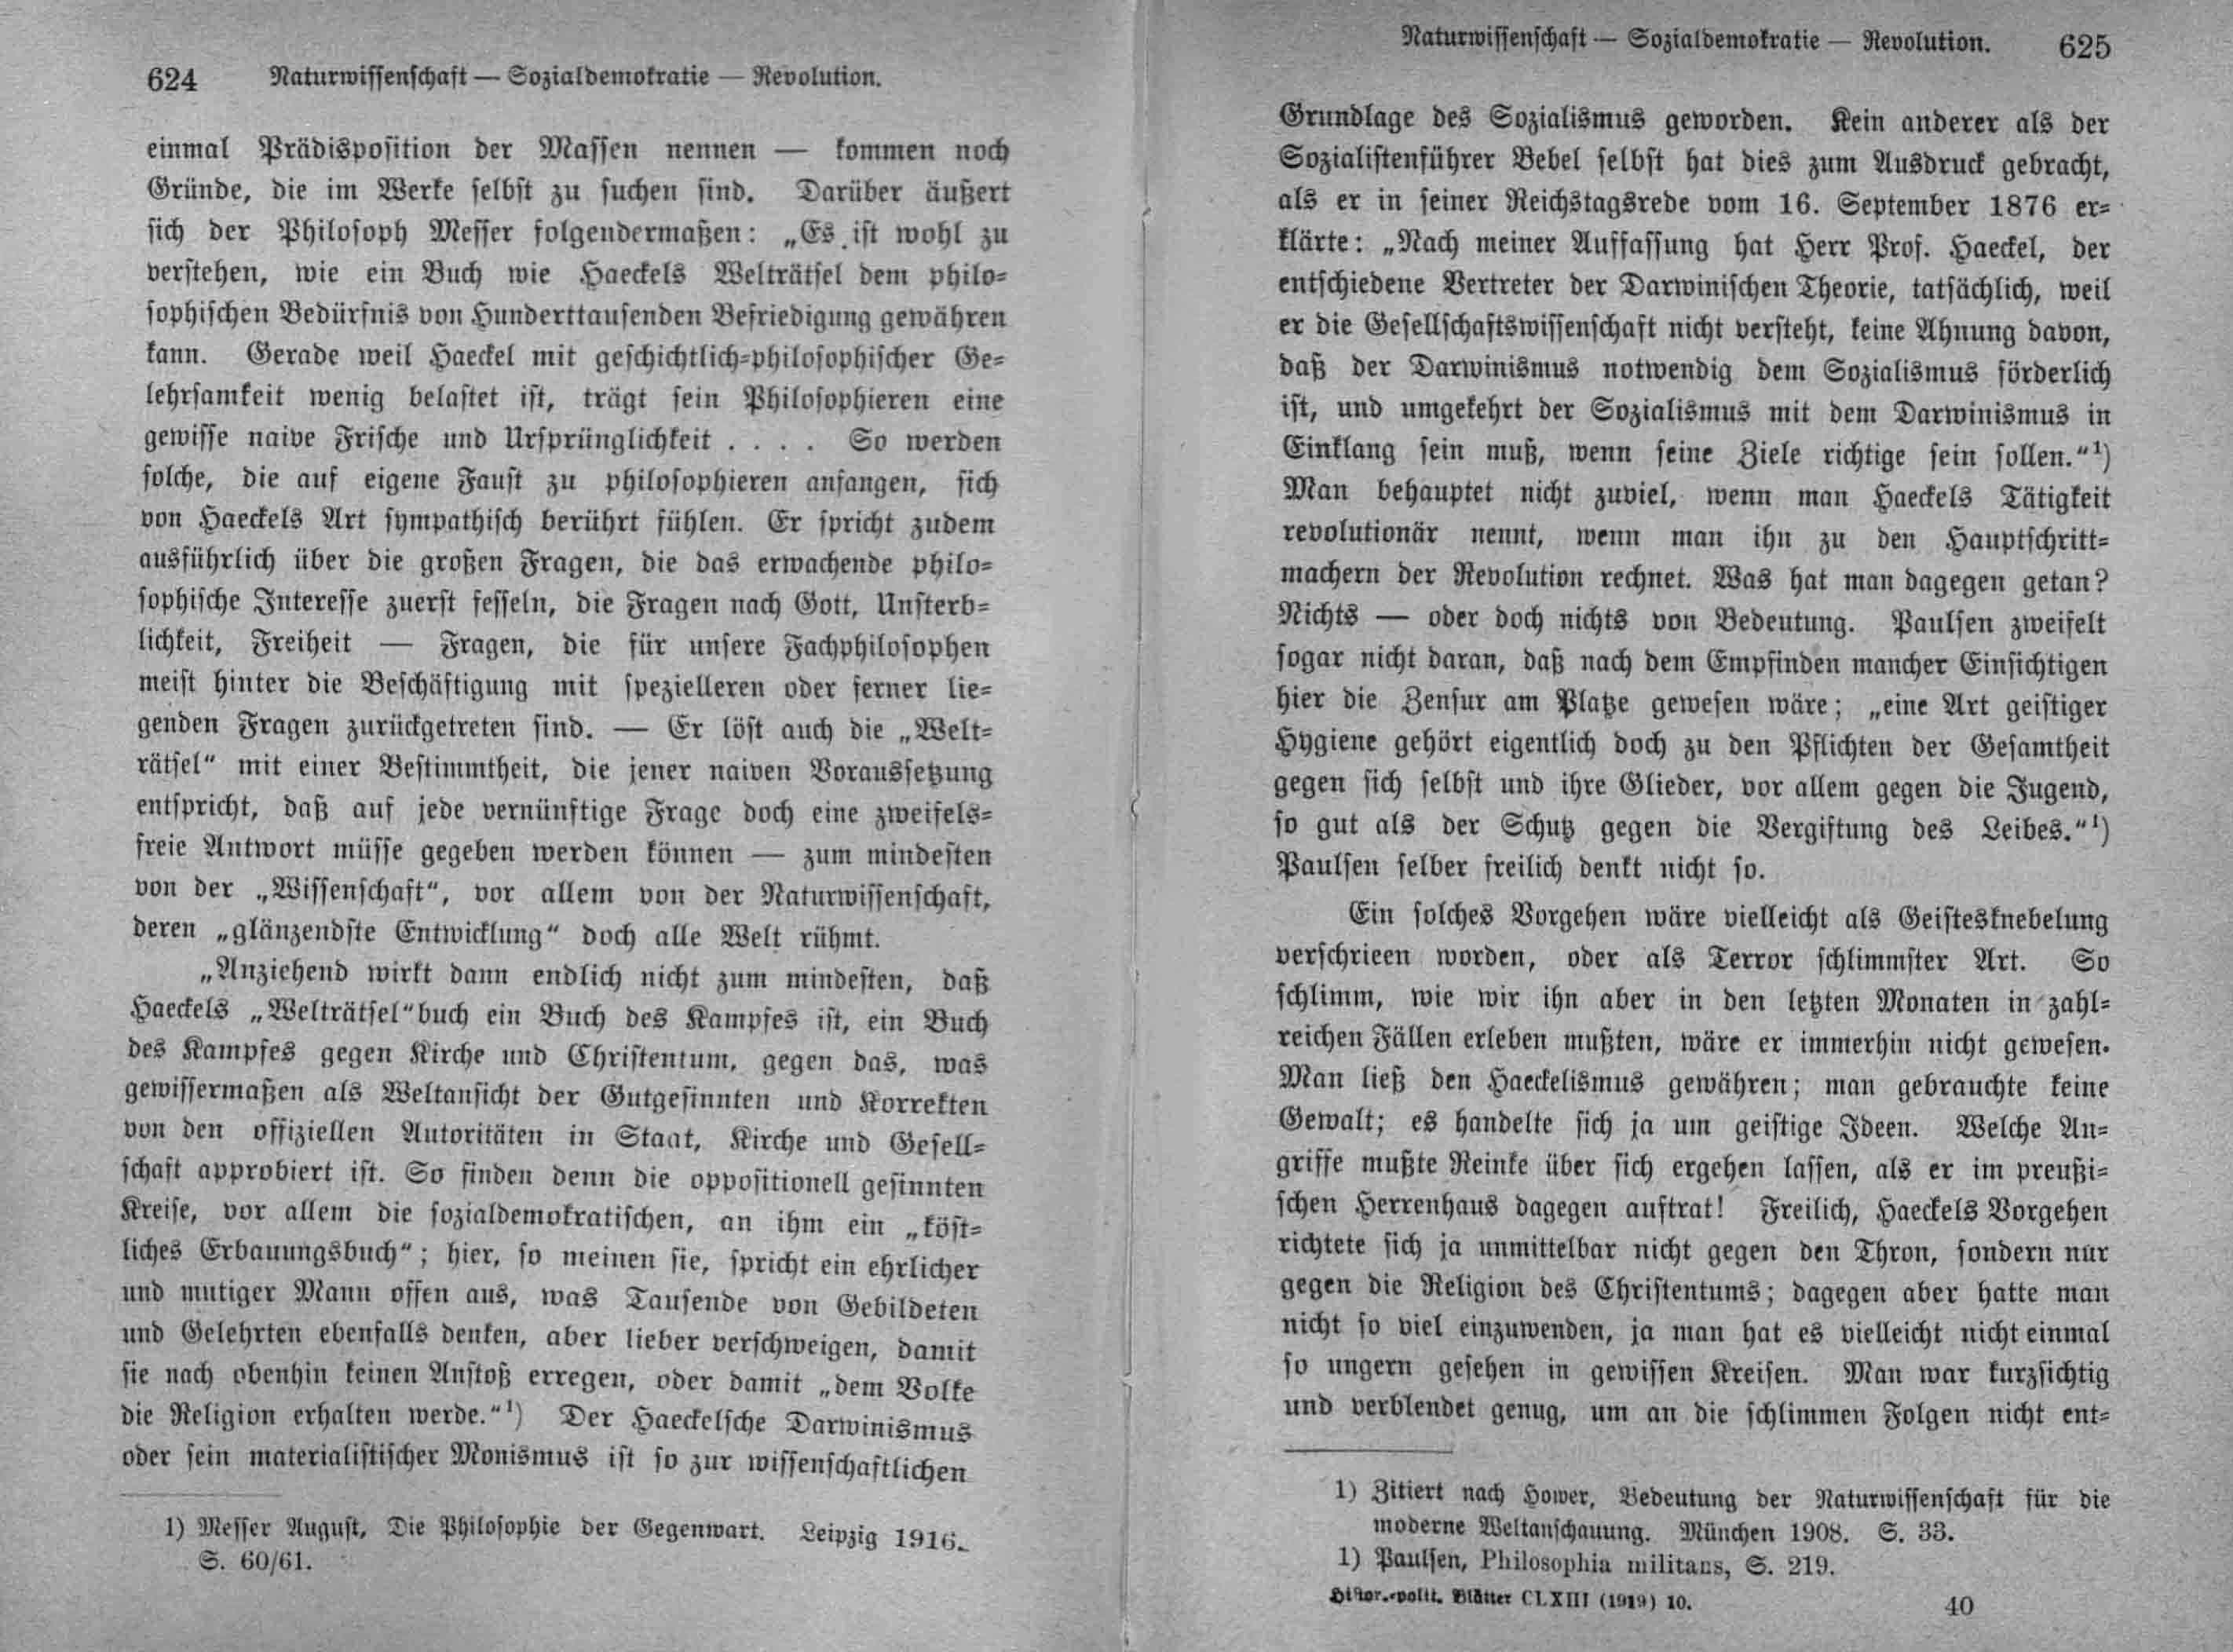 624 Naturwissenschaft — Sozialdemokratie — Revolution.
einmal Prädisposition der Massen nennen — kommen noch
Gründe, die im Werke selbst zu suchen sind. Darüber äußert
sich der Philosoph Messer folgendermaßen: „Es ist wohl zu
verstehen, wie ein Buch wie Haeckels Welträtsel dem philo-
sophischen Bedürfnis von Hunderttausenden Befriedigung gewähren
kann. Gerade weil Haeckel mit geschichtlich-philosophischer Ge-
lehrsamkeit wenig belastet ist, trägt sein Philosophieren eine
gewisse naive Frische und Ursprünglichkeit . . . . So werden
solche, die auf eigene Faust zu philosophieren anfangen, sich
von Haeckels Art sympathisch berührt fühlen. Er spricht zudem
ausführlich über die großen Fragen, die das erwachende philo-
sophische Interesse zuerst fesseln, die Fragen nach Gott, Unsterb-
lichkeit, Freiheit — Fragen, die für unsere Fachphilosophen
meist hinter die Beschäftigung mit spezielleren oder ferner lie-
genden Fragen zurückgetreten sind. — Er löst auch die „Welt-
rätsel“ mit einer Bestimmtheit, die jener naiven Voraussetzung
entspricht, daß auf jede vernünftige Frage doch eine zweifels-
freie Antwort müsse gegeben werden können — zum mindesten
von der „Wissenschaft“, vor allem von der Naturwissenschaft,
deren „glänzendste Entwicklung“ doch alle Welt rühmt.
„Anziehend wirkt dann endlich nicht zum mindesten, daß
Haeckels „Welträtsel“buch ein Buch des Kampfes ist, ein Buch
des Kampfes gegen Kirche und Christentum, gegen das, was
gewissermaßen als Weltansicht der Gutgesinnten und Korrekten
von den offiziellen Autoritäten in Staat, Kirche und Gesell-
schaft approbiert ist. So finden denn die oppositionell gesinnten
Kreise, vor allem die sozialdemokratischen, an ihm ein „köst-
liches Erbauungsbuch“; hier, so meinen sie, spricht ein ehrlicher
und mutiger Mann offen aus, was Tausende von Gebildeten
und Gelehrten ebenfalls denken, aber lieber verschweigen, damit
sie nach obenhin keinen Anstoß erregen, oder damit „dem Volke
die Religion erhalten werde.“¹) Der Haeckelsche Darwinismus
oder sein materialistischer Monismus ist so zur wissenschaftlichen
1) Messer August, Die Philosophie der Gegenwart. Leipzig 1916.
S. 60/61.
Naturwissenschaft — Sozialdemokratie — Revolution. 625
Grundlage des Sozialismus geworden. Kein anderer als der
Sozialistenführer Bebel selbst hat dies zum Ausdruck gebracht,
als er in seiner Reichstagsrede vom 16. September 1876 er-
klärte: „Nach meiner Auffassung hat Herr Prof. Haeckel, der
entschiedene Vertreter der Darwinischen Theorie, tatsächlich, weil
er die Gesellschaftswissenschaft nicht versteht, keine Ahnung davon,
daß der Darwinismus notwendig dem Sozialismus förderlich
ist, und umgekehrt der Sozialismus mit dem Darwinismus in
Einklang sein muß, wenn seine Ziele richtige sein sollen.“¹)
Man behauptet nicht zuviel, wenn man Haeckels Tätigkeit
revolutionär nennt, wenn man ihn zu den Hauptschritt-
machern der Revolution rechnet. Was hat man dagegen getan?
Nichts — oder doch nichts von Bedeutung. Paulsen zweifelt
sogar nicht daran, daß nach dem Empfinden mancher Einsichtigen
hier die Zensur am Platze gewesen wäre; „eine Art geistiger
Hygiene gehört eigentlich doch zu den Pflichten der Gesamtheit
gegen sich selbst und ihre Glieder, vor allem gegen die Jugend,
so gut als der Schutz gegen die Vergiftung des Leibes.“¹)
Paulsen selber freilich denkt nicht so.
Ein solches Vorgehen wäre vielleicht als Geistesknebelung
verschrieen worden, oder als Terror schlimmster Art. So
schlimm, wie wir ihn aber in den letzten Monaten in zahl-
reichen Fällen erleben mußten, wäre er immerhin nicht gewesen.
Man ließ den Haeckelismus gewähren; man gebrauchte keine
Gewalt; es handelte sich ja um geistige Ideen. Welche An-
griffe mußte Reinke über sich ergehen lassen, als er im preußi-
schen Herrenhaus dagegen auftrat! Freilich, Haeckels Vorgehen
richtete sich ja unmittelbar nicht gegen den Thron, sondern nur
gegen die Religion des Christentums; dagegen aber hatte man
nicht so viel einzuwenden, ja man hat es vielleicht nicht einmal
so ungern gesehen in gewissen Kreisen. Man war kurzsichtig
und verblendet genug, um an die schlimmen Folgen nicht ent-
1) Zitiert nach Hower, Bedeutung der Naturwissenschaft für die
moderne Weltanschauung. München 1908. S. 33.
1) Paulsen, Philosophia militans, S. 219.
Histor.-polit. Blätter CLXIII (1919) 10. 40